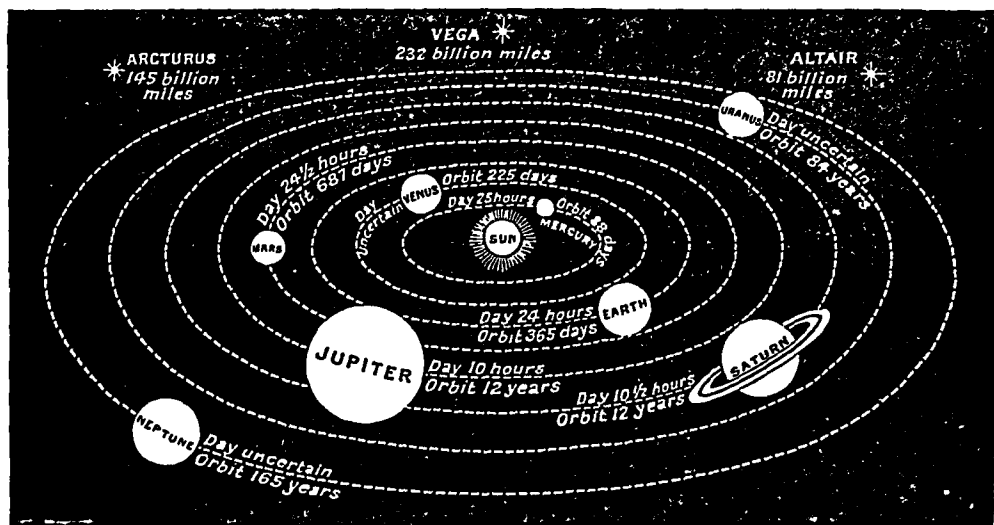 VEGA
232 billion miles
ARCTURUS
145 billion
miles
ALTAIR
81 billion
miles
URANUS
Day uncertain
Orbit 84 years
Day 24½ hours
Orbit 687 days
MARS
VENUS
Orbit 225 days
Day
Uncertain
Day 25 hours
Orbit 88 days
MERCURY
SUN
EARTH
Day 24 hours
Orbit 365 days
JUPITER
Day 10 hours
Orbit 12 years
SATURN
Day 10½ hours
Orbit 12 years
NEPTUNE
Day uncertain
Orbit 165 years